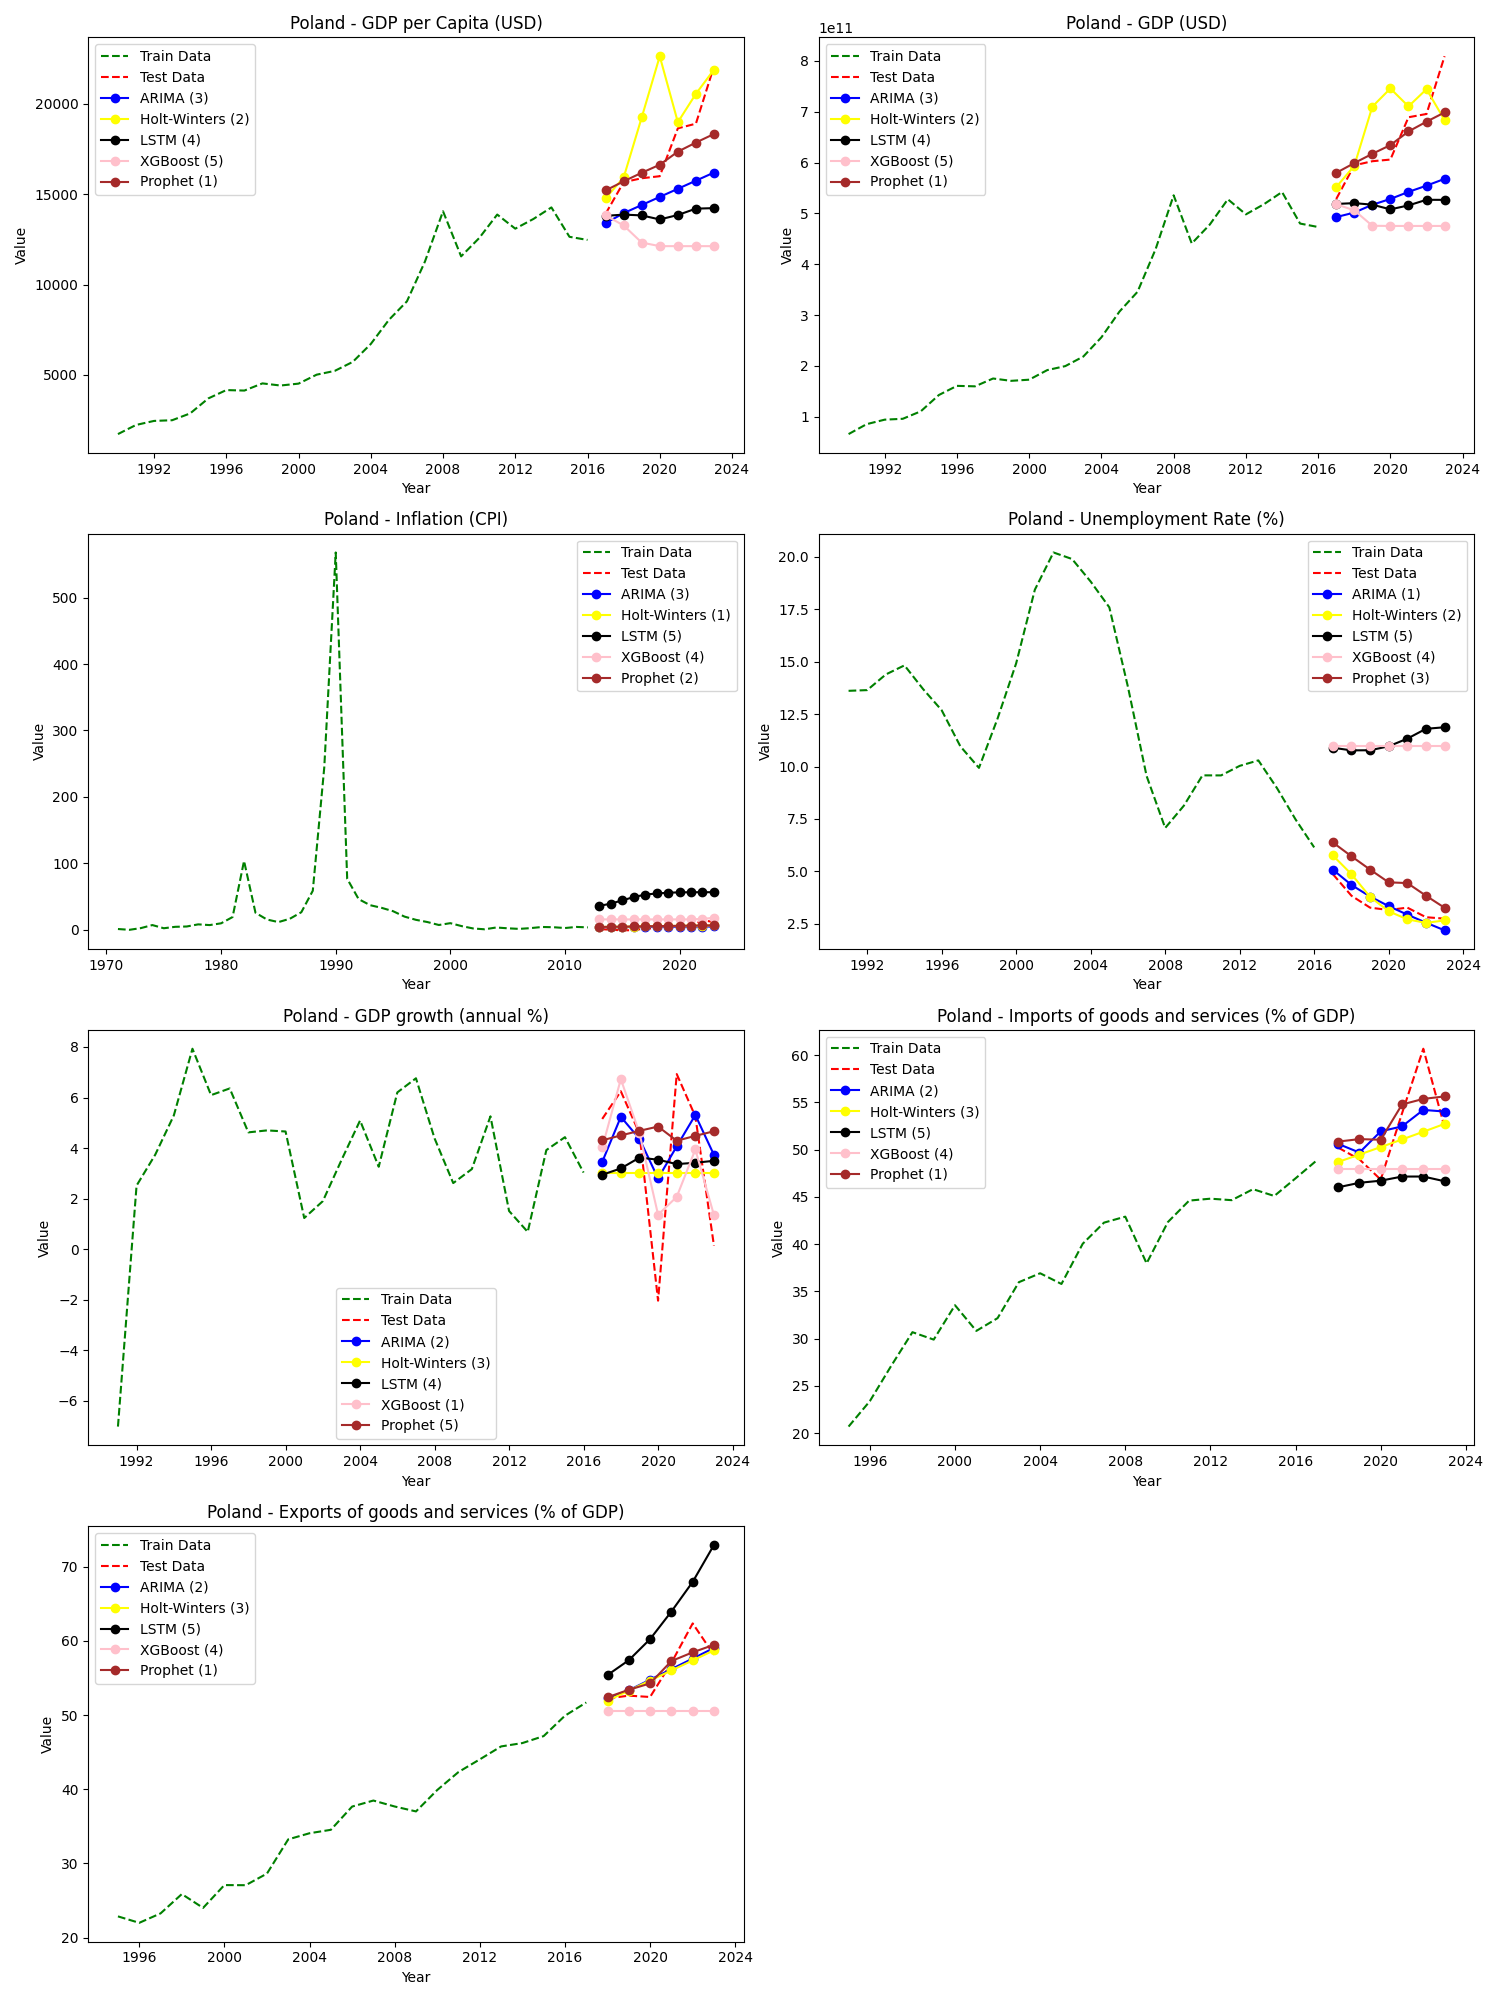 Poland - GDP per Capita (USD)
Value
20000
15000
10000
5000
Train Data
Test Data
ARIMA (3)
Holt-Winters (2)
LSTM (4)
XGBoost (5)
Prophet (1)
1992 1996 2000 2004 2008 2012 2016 2020 2024
Year
Poland - GDP (USD)
1e11
Value
8
7
6
5
4
3
2
1
Train Data
Test Data
ARIMA (3)
Holt-Winters (2)
LSTM (4)
XGBoost (5)
Prophet (1)
1992 1996 2000 2004 2008 2012 2016 2020 2024
Year
Poland - Inflation (CPI)
Value
500
400
300
200
100
0
Train Data
Test Data
ARIMA (3)
Holt-Winters (1)
LSTM (5)
XGBoost (4)
Prophet (2)
1970 1980 1990 2000 2010 2020
Year
Poland - Unemployment Rate (%)
Value
20.0
17.5
15.0
12.5
10.0
7.5
5.0
2.5
Train Data
Test Data
ARIMA (1)
Holt-Winters (2)
LSTM (5)
XGBoost (4)
Prophet (3)
1992 1996 2000 2004 2008 2012 2016 2020 2024
Year
Poland - GDP growth (annual %)
Value
8
6
4
2
0
−2
−4
−6
Train Data
Test Data
ARIMA (2)
Holt-Winters (3)
LSTM (4)
XGBoost (1)
Prophet (5)
1992 1996 2000 2004 2008 2012 2016 2020 2024
Year
Poland - Imports of goods and services (% of GDP)
Value
60
55
50
45
40
35
30
25
20
Train Data
Test Data
ARIMA (2)
Holt-Winters (3)
LSTM (5)
XGBoost (4)
Prophet (1)
1996 2000 2004 2008 2012 2016 2020 2024
Year
Poland - Exports of goods and services (% of GDP)
Value
70
60
50
40
30
20
Train Data
Test Data
ARIMA (2)
Holt-Winters (3)
LSTM (5)
XGBoost (4)
Prophet (1)
1996 2000 2004 2008 2012 2016 2020 2024
Year